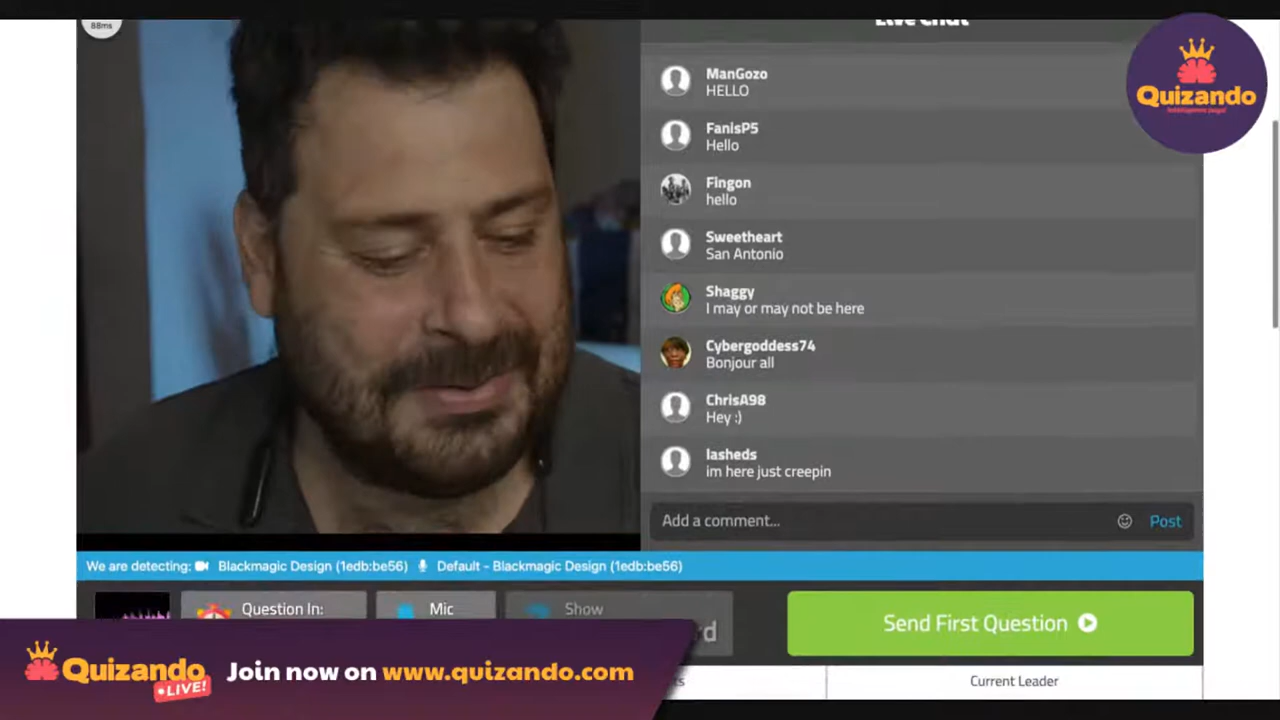 88ms
Live Chat
ManGozo
HELLO
FanisP5
Hello
Fingon
hello
Sweetheart
San Antonio
Shaggy
I may or may not be here
Cybergoddess74
Bonjour all
ChrisA98
Hey :)
lasheds
im here just creepin
Add a comment...
Post
Quizando
We are detecting: Blackmagic Design (1edb:be56) Default - Blackmagic Design (1edb:be56)
Question In:
Mic
Show
Send First Question
Quizando
LIVE!
Join now on www.quizando.com
Current Leader